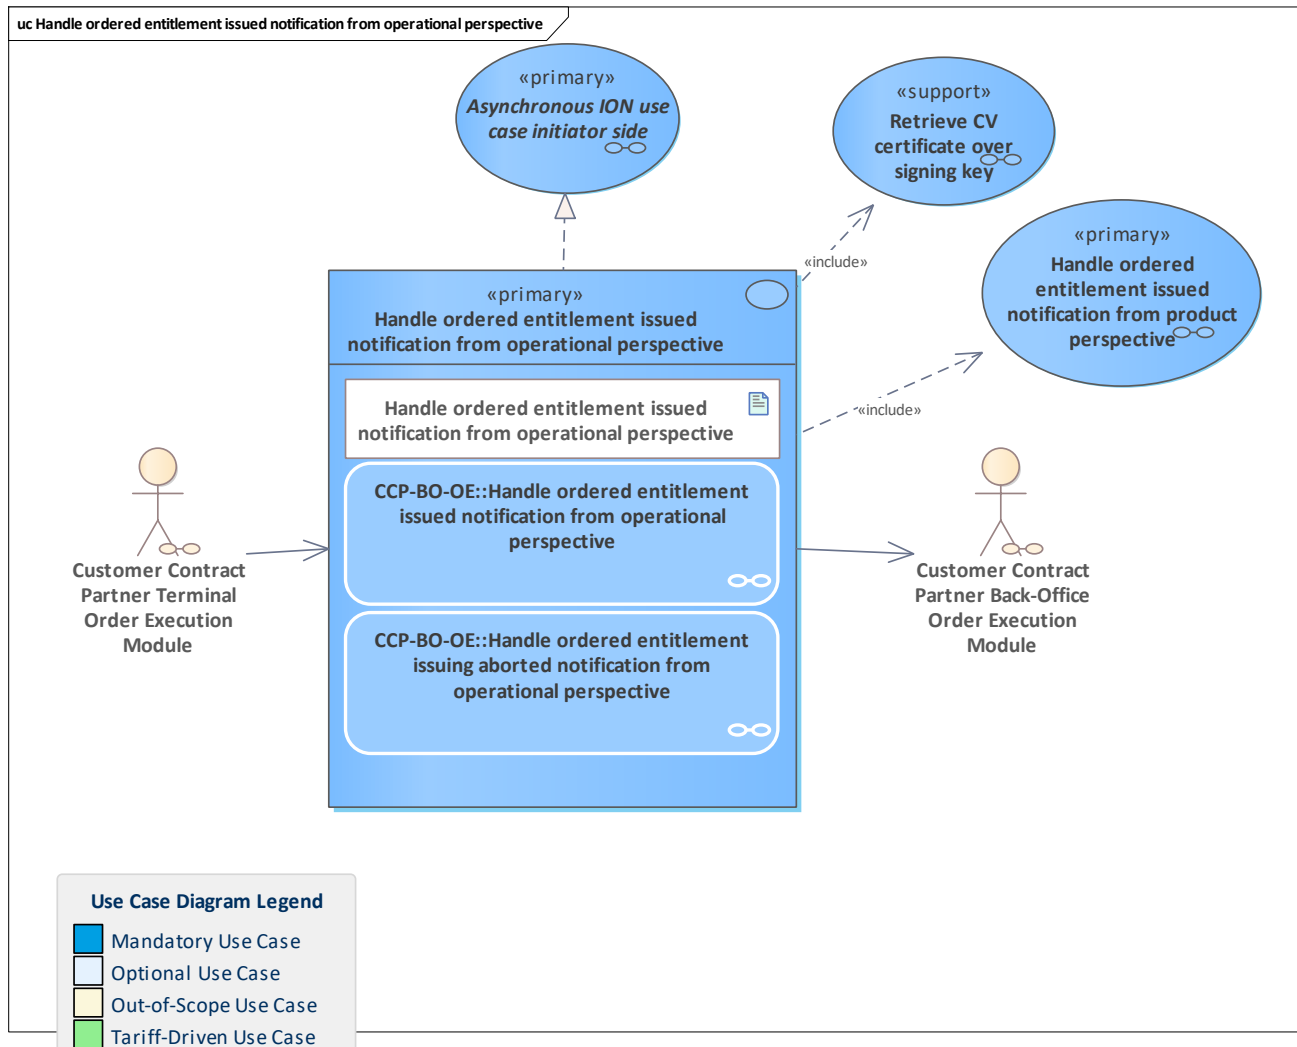 uc Handle ordered entitlement issued notification from operational perspective
«primary»
Asynchronous ION use
case initiator side
«support»
Retrieve CV
certificate over
signing key
«include»
«primary»
Handle ordered
entitlement issued
notification from product
perspective
«include»
«primary»
Handle ordered entitlement issued
notification from operational perspective
Handle ordered entitlement issued
notification from operational perspective
CCP-BO-OE::Handle ordered entitlement
issued notification from operational
perspective
CCP-BO-OE::Handle ordered entitlement
issuing aborted notification from
operational perspective
Customer Contract
Partner Terminal
Order Execution
Module
Customer Contract
Partner Back-Office
Order Execution
Module
Use Case Diagram Legend
Mandatory Use Case
Optional Use Case
Out-of-Scope Use Case
Tariff-Driven Use Case